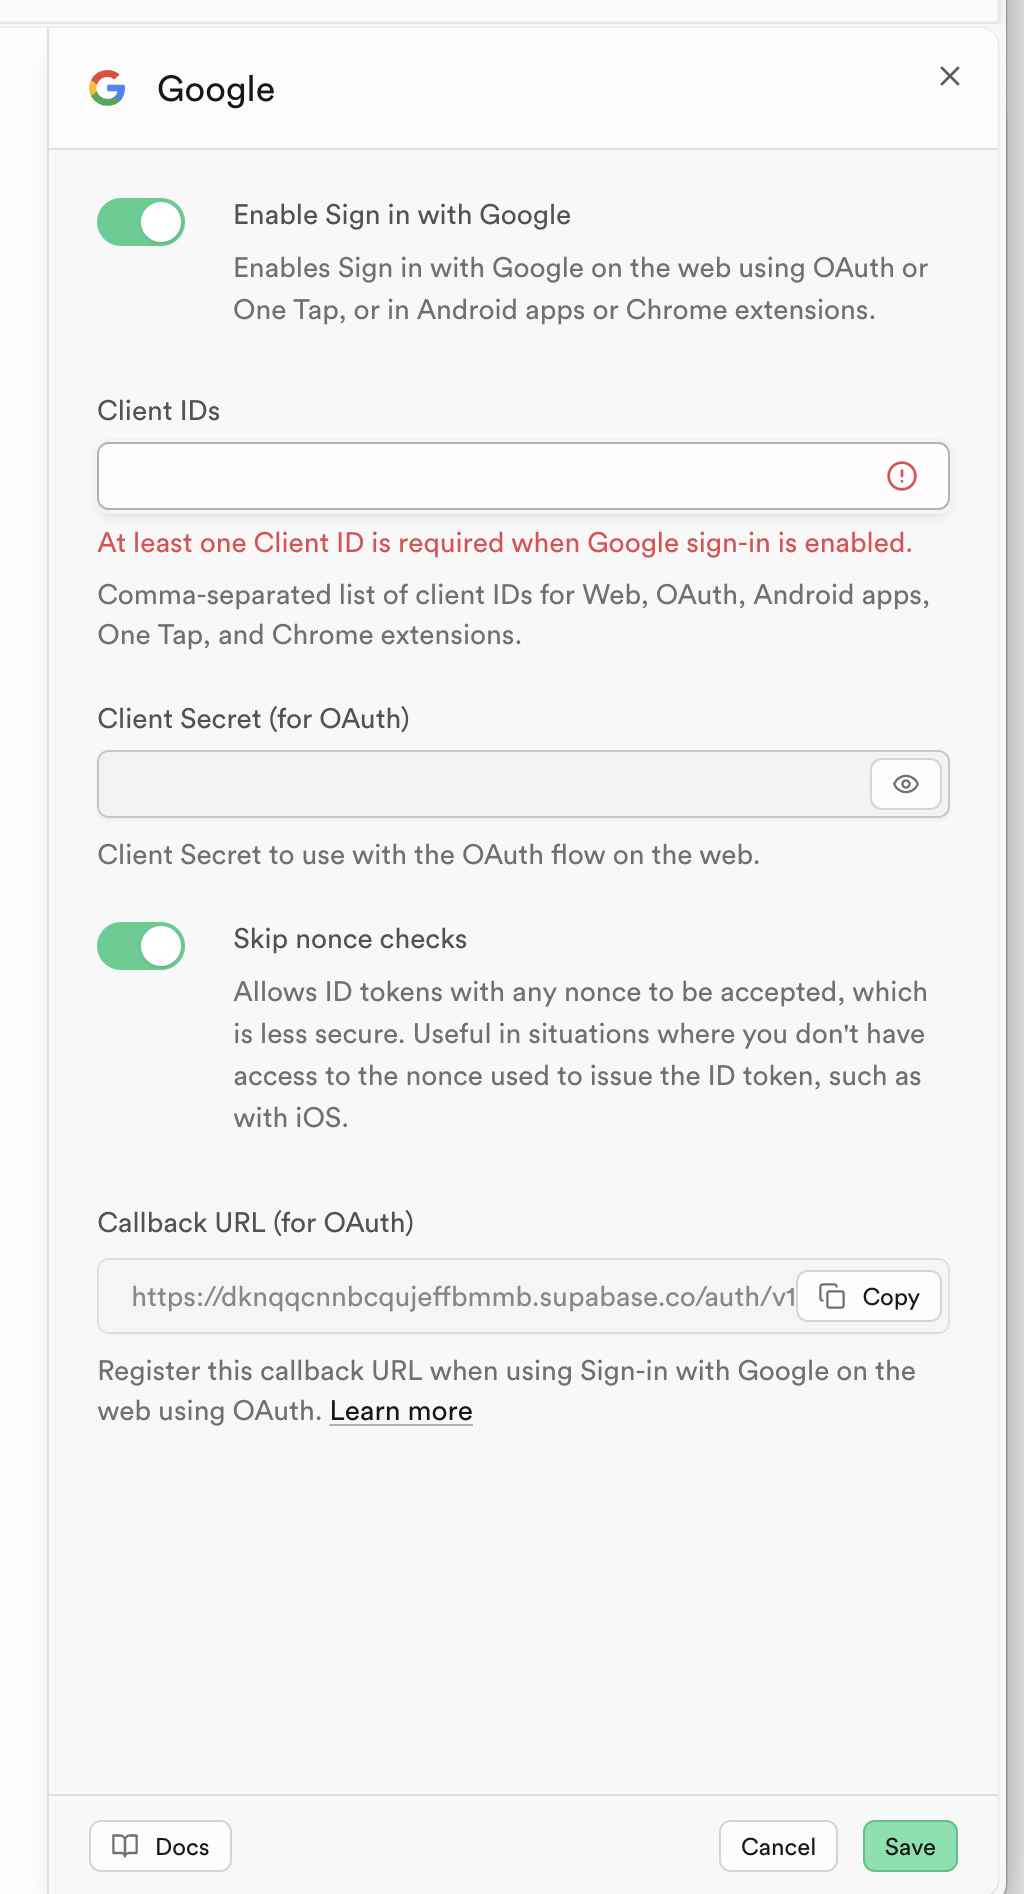 Google
Enable Sign in with Google
Enables Sign in with Google on the web using OAuth or
One Tap, or in Android apps or Chrome extensions.
Client IDs
At least one Client ID is required when Google sign-in is enabled.
Comma-separated list of client IDs for Web, OAuth, Android apps,
One Tap, and Chrome extensions.
Client Secret (for OAuth)
Client Secret to use with the OAuth flow on the web.
Skip nonce checks
Allows ID tokens with any nonce to be accepted, which
is less secure. Useful in situations where you don't have
access to the nonce used to issue the ID token, such as
with iOS.
Callback URL (for OAuth)
https://dknqqcnnbcqujeffbmmb.supabase.co/auth/v1 Copy
Register this callback URL when using Sign-in with Google on the
web using OAuth. Learn more
Docs Cancel Save